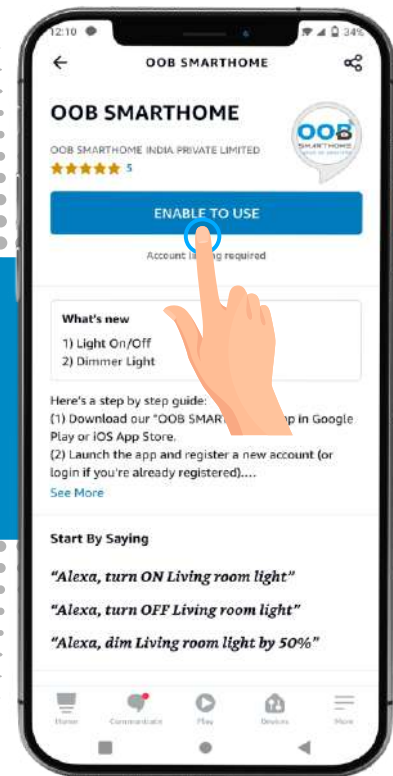 12:10 34%
OOB SMARTHOME
OOB SMARTHOME
OOB SMARTHOME INDIA PRIVATE LIMITED
5
OOB
SMARTHOME
ENABLE TO USE
Account required
What's new
1) Light On/Off
2) Dimmer Light
Here's a step by step guide:
(1) Download our "OOB in Google
Play or iOS App Store.
(2) Launch the app and register a new account (or
login if you're already registered)....
See More
Start By Saying
"Alexa, turn ON Living room light"
"Alexa, turn OFF Living room light"
"Alexa, dim Living room light by 50%"
Home Communicate Play Devices More